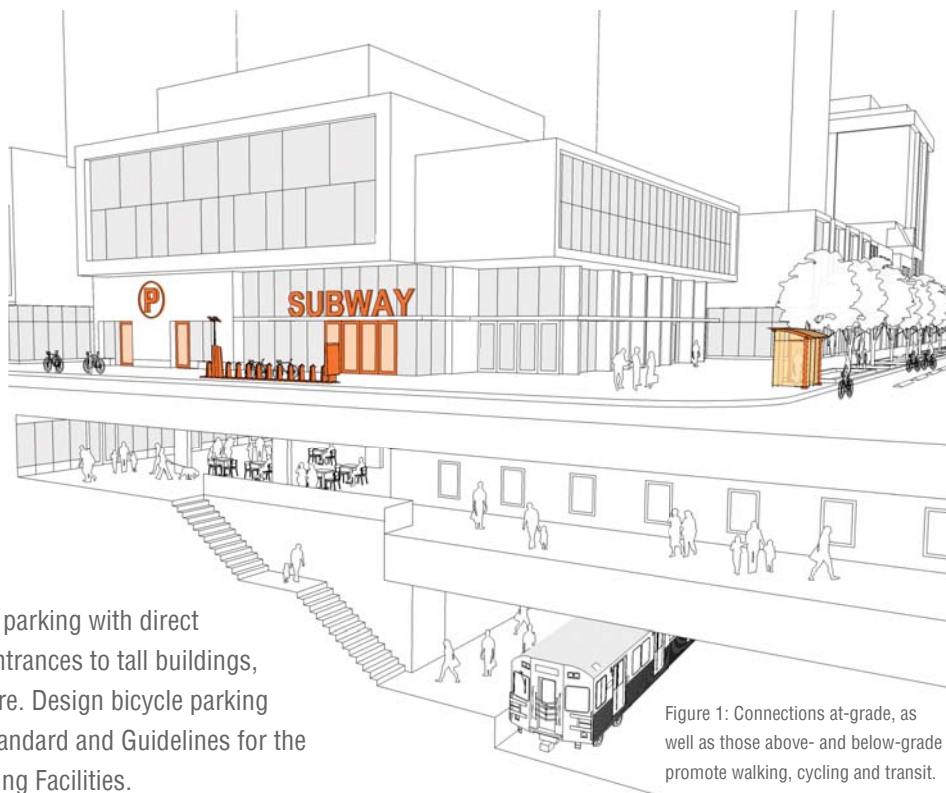 P
SUBWAY
parking with direct
ntrances to tall buildings,
re. Design bicycle parking
tandard and Guidelines for the
ng Facilities.
Figure 1: Connections at-grade, as
well as those above- and below-grade
promote walking, cycling and transit.